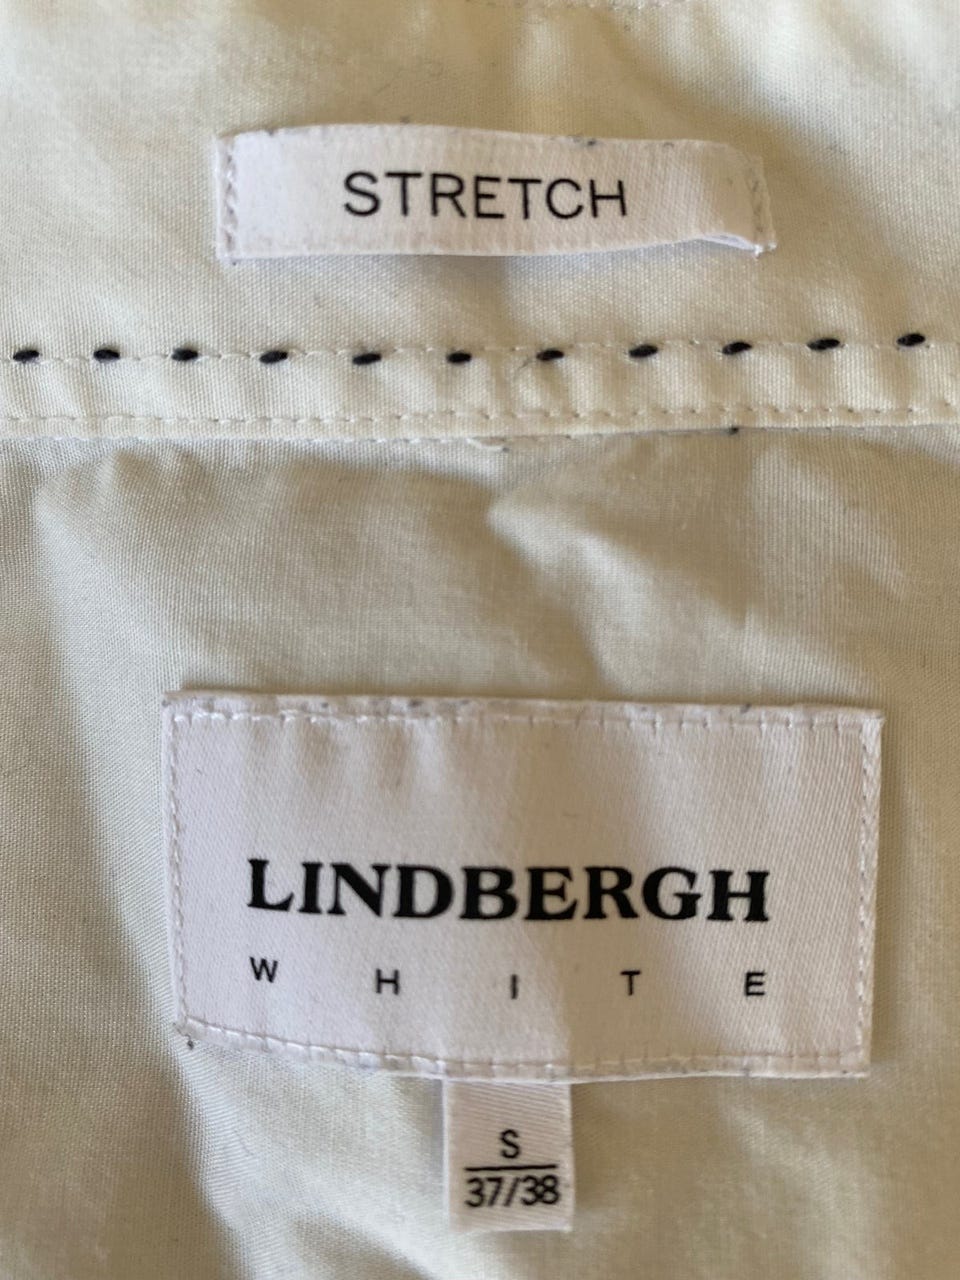 STRETCH
LINDBERGH
WHITE
S
37/38